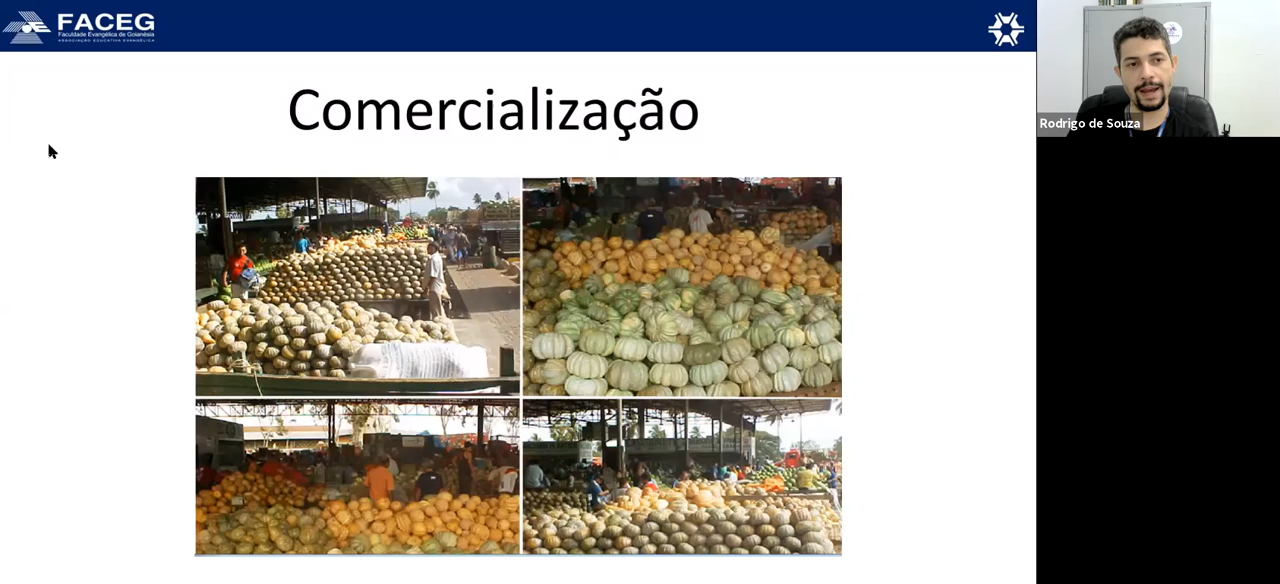 FACEG
Faculdade Evangélica de Goianésia
ASSOCIAÇÃO EDUCATIVA EVANGÉLICA
Comercialização
Rodrigo de Souza